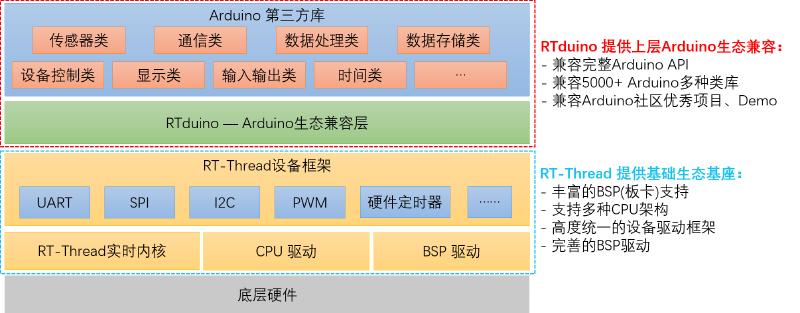 Arduino 第三方库
传感器类
通信类
数据处理类
数据存储类
设备控制类
显示类
输入输出类
时间类
...
RTduino — Arduino生态兼容层
RT-Thread设备框架
UART
SPI
I2C
PWM
硬件定时器
......
RT-Thread实时内核
CPU 驱动
BSP 驱动
底层硬件
RTduino 提供上层Arduino生态兼容：
- 兼容完整Arduino API
- 兼容5000+ Arduino多种类库
- 兼容Arduino社区优秀项目、Demo
RT-Thread 提供基础生态基座：
- 丰富的BSP(板卡)支持
- 支持多种CPU架构
- 高度统一的设备驱动框架
- 完善的BSP驱动